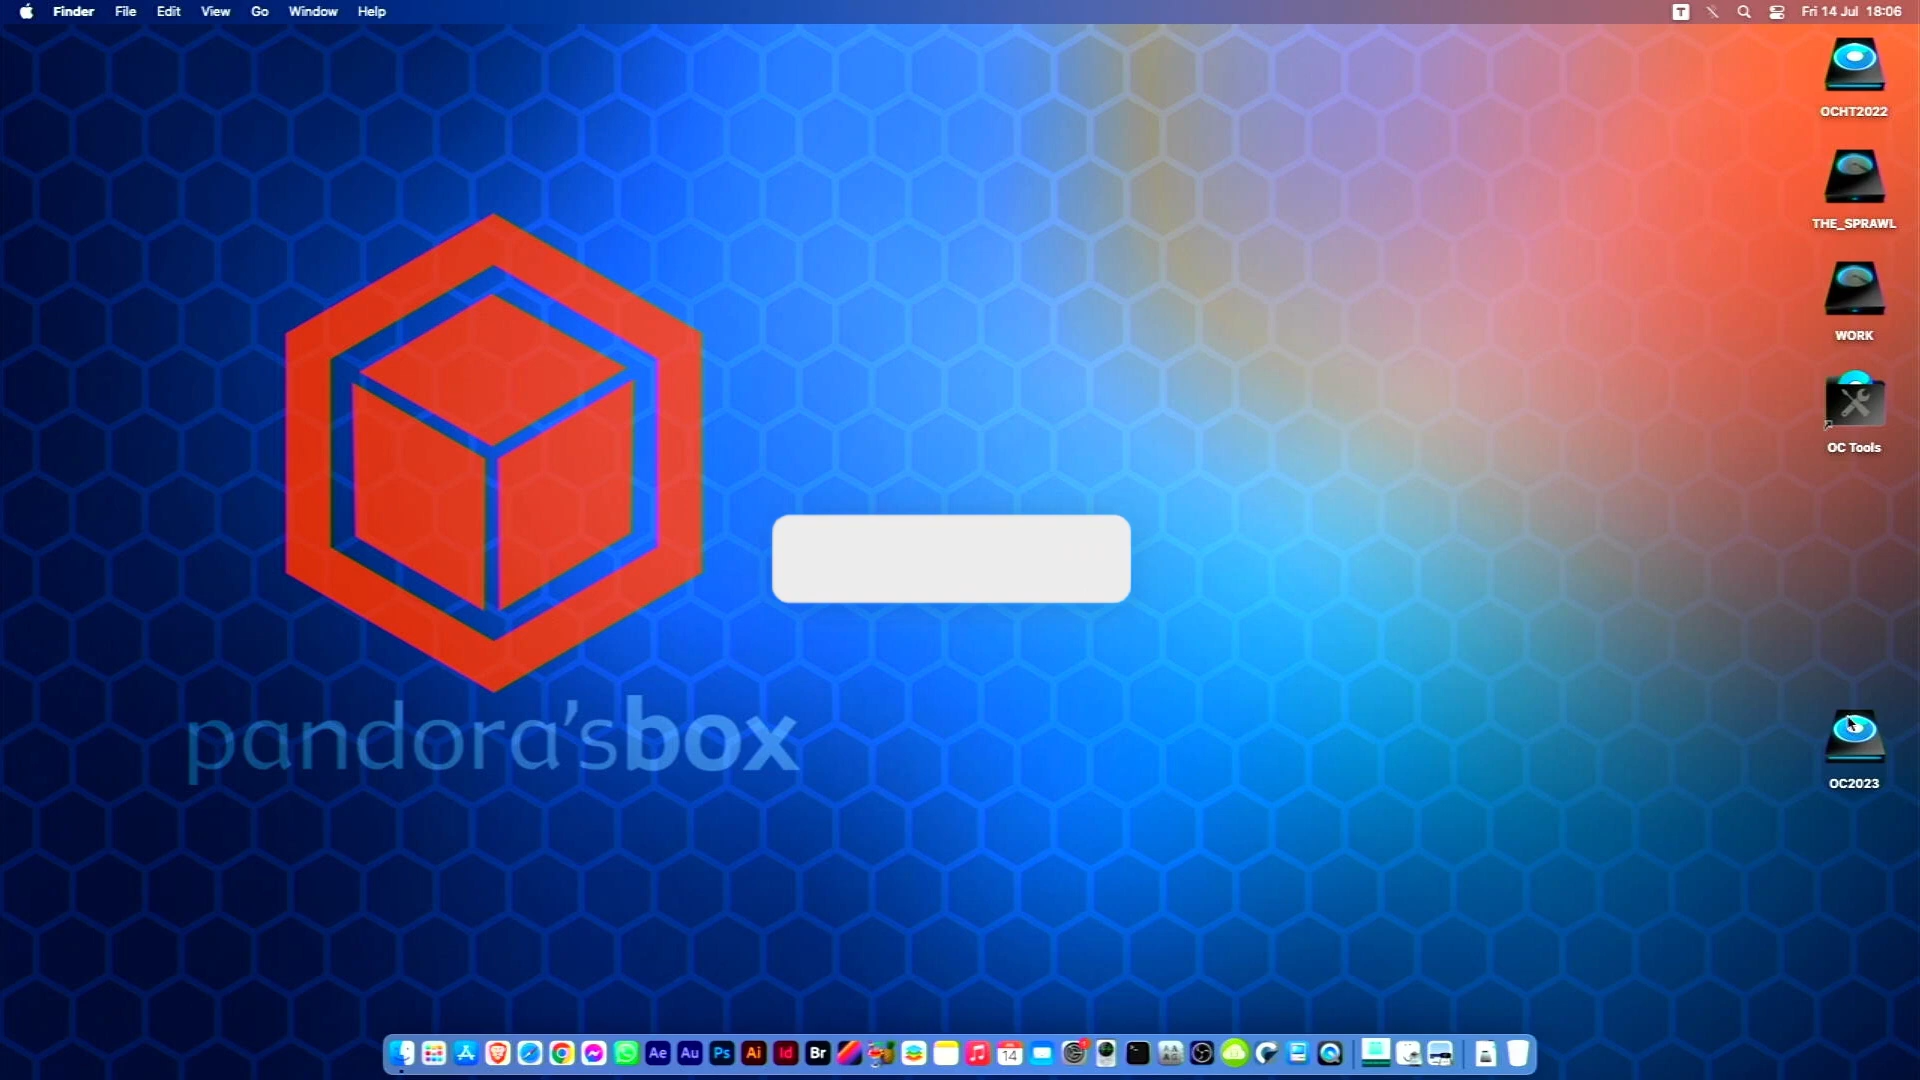 Finder File Edit View Go Window Help
T
Fri 14 Jul 18:06
OCHT2022
THE_SPRAWL
WORK
OC Tools
pandora'sbox
OC2023
Ae Au Ps Ai Id Br
14